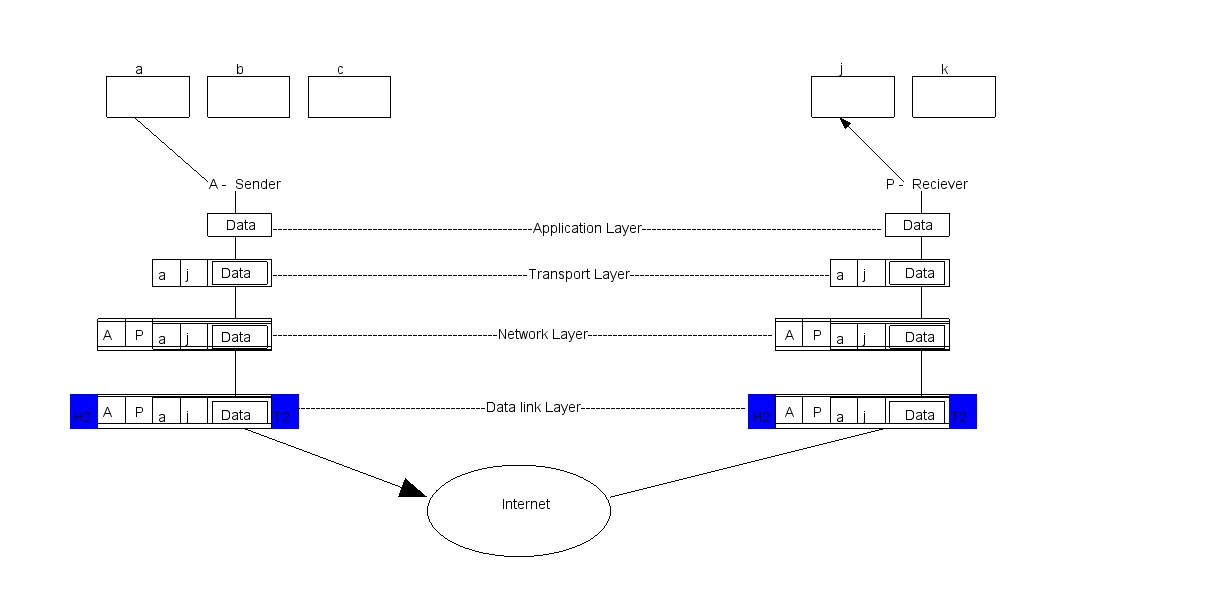 a b c j k
A - Sender P - Reciever
Data Application Layer Data
a j Data Transport Layer a j Data
A P a j Data Network Layer A P a j Data
H2 A P a j Data T2 Data link Layer H2 A P a j Data T2
Internet